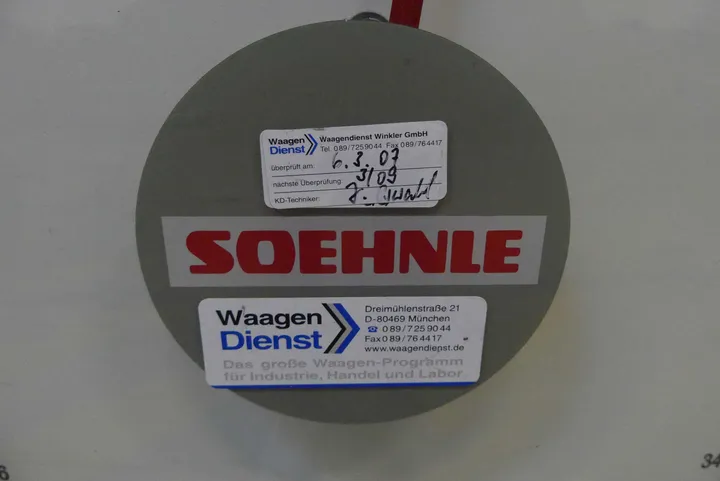 Waagen
Dienst
Waagendienst Winkler GmbH
Tel. 089/7259044 Fax 089/764417
überprüft am: 6.3.07
nächste Überprüfung: 3/09
KD-Techniker:
SOEHNLE
Waagen
Dienst
Dreimühlenstraße 21
D-80469 München
☎ 089/7259044
Fax 089/764417
www.waagendienst.de
Das große Waagen-Programm
für Industrie, Handel und Labor
34